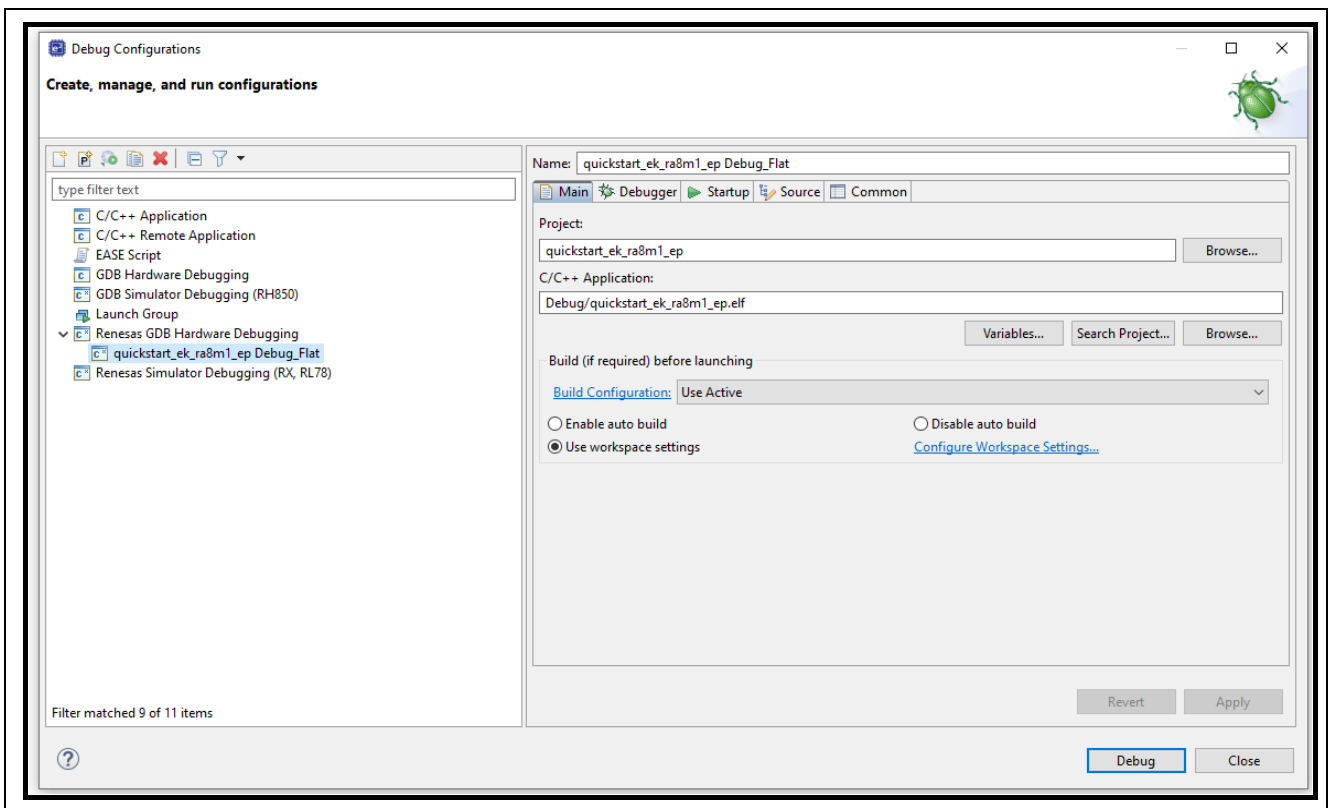 Debug Configurations
Create, manage, and run configurations
type filter text
C/C++ Application
C/C++ Remote Application
EASE Script
GDB Hardware Debugging
GDB Simulator Debugging (RH850)
Launch Group
Renesas GDB Hardware Debugging
quickstart_ek_ra8m1_ep Debug_Flat
Renesas Simulator Debugging (RX, RL78)
Filter matched 9 of 11 items
Name: quickstart_ek_ra8m1_ep Debug_Flat
Main Debugger Startup Source Common
Project:
quickstart_ek_ra8m1_ep Browse...
C/C++ Application:
Debug/quickstart_ek_ra8m1_ep.elf
Variables... Search Project... Browse...
Build (if required) before launching
Build Configuration: Use Active
Enable auto build Disable auto build
Use workspace settings Configure Workspace Settings...
Revert Apply
Debug Close